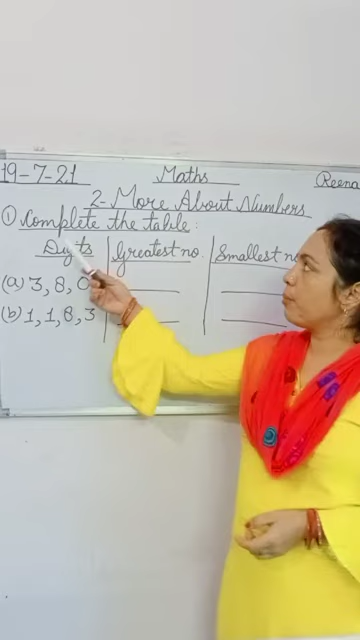 19-7-21 Maths Reena
2- More About Numbers
① Complete the table:
Digits Greatest no. Smallest no
(a) 3, 8, 0
(b) 1, 1, 8, 3